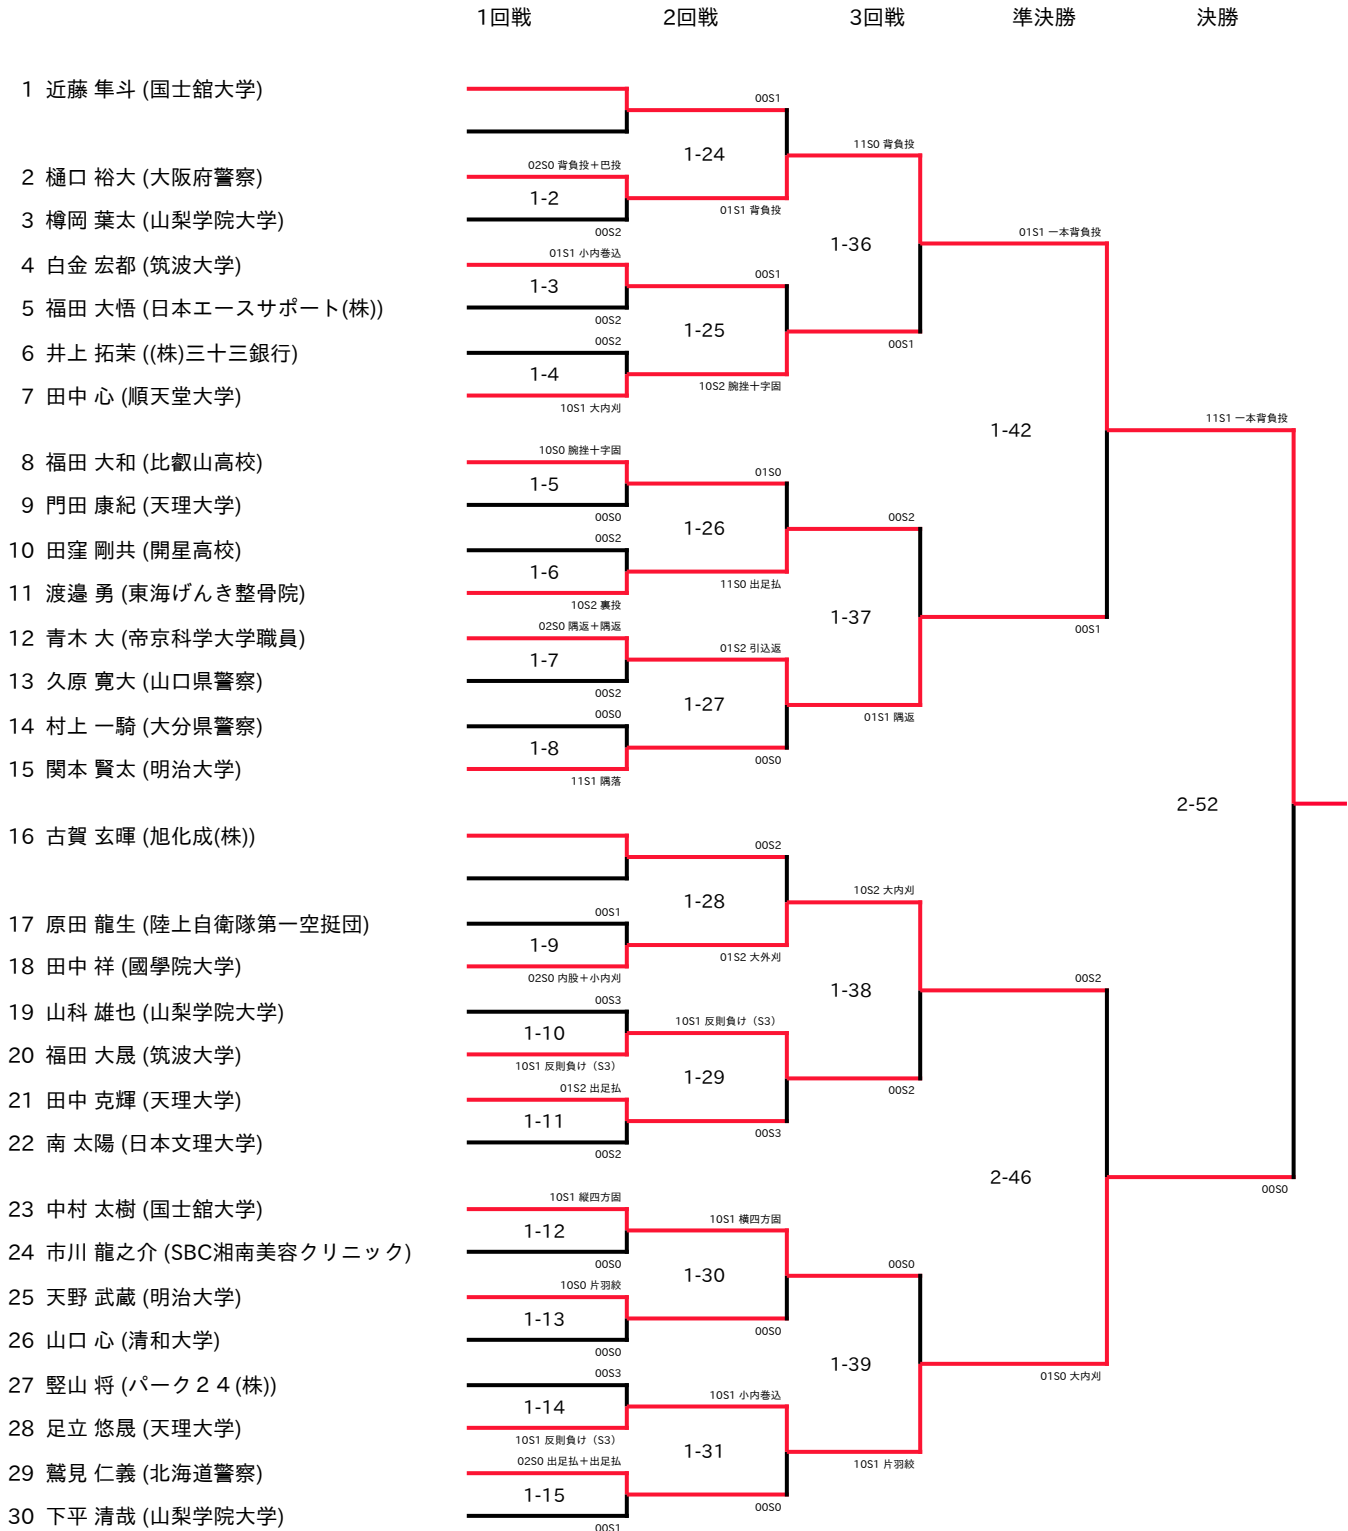 1回戦 2回戦 3回戦 準決勝 決勝
1 近藤 隼斗 (国士舘大学)
00S1
1-24
11S0 背負投
02S0 背負投＋巴投
2 樋口 裕大 (大阪府警察)
1-2
01S1 背負投
3 樽岡 葉太 (山梨学院大学)
00S2
01S1 一本背負投
1-36
01S1 小内巻込
4 白金 宏都 (筑波大学)
00S1
1-3
5 福田 大悟 (日本エースサポート(株))
00S2
1-25
00S2
00S1
6 井上 拓茉 ((株)三十三銀行)
1-4
10S2 腕挫十字固
7 田中 心 (順天堂大学)
10S1 大内刈
11S1 一本背負投
1-42
10S0 腕挫十字固
8 福田 大和 (比叡山高校)
01S0
1-5
9 門田 康紀 (天理大学)
00S0
00S2
1-26
00S2
10 田窪 剛共 (開星高校)
1-6
11S0 出足払
11 渡邉 勇 (東海げんき整骨院)
10S2 裏投
1-37
02S0 隅返＋隅返
00S1
12 青木 大 (帝京科学大学職員)
01S2 引込返
1-7
13 久原 寛大 (山口県警察)
00S2
1-27
00S0
01S1 隅返
14 村上 一騎 (大分県警察)
1-8
00S0
15 関本 賢太 (明治大学)
11S1 隅落
2-52
16 古賀 玄暉 (旭化成(株))
00S2
10S2 大内刈
1-28
00S1
17 原田 龍生 (陸上自衛隊第一空挺団)
1-9
01S2 大外刈
18 田中 祥 (國學院大学)
02S0 内股＋小内刈
00S2
1-38
00S3
19 山科 雄也 (山梨学院大学)
10S1 反則負け（S3）
1-10
20 福田 大晟 (筑波大学)
10S1 反則負け（S3）
1-29
01S2 出足払
00S2
21 田中 克輝 (天理大学)
1-11
00S3
22 南 太陽 (日本文理大学)
00S2
2-46
00S0
10S1 縦四方固
23 中村 太樹 (国士舘大学)
10S1 横四方固
1-12
24 市川 龍之介 (SBC湘南美容クリニック)
00S0
00S0
1-30
10S0 片羽絞
25 天野 武蔵 (明治大学)
1-13
00S0
26 山口 心 (清和大学)
00S0
1-39
00S3
01S0 大内刈
27 竪山 将 (パーク２４(株))
10S1 小内巻込
1-14
28 足立 悠晟 (天理大学)
10S1 反則負け（S3）
1-31
02S0 出足払＋出足払
10S1 片羽絞
29 鷲見 仁義 (北海道警察)
1-15
00S0
30 下平 清哉 (山梨学院大学)
00S1